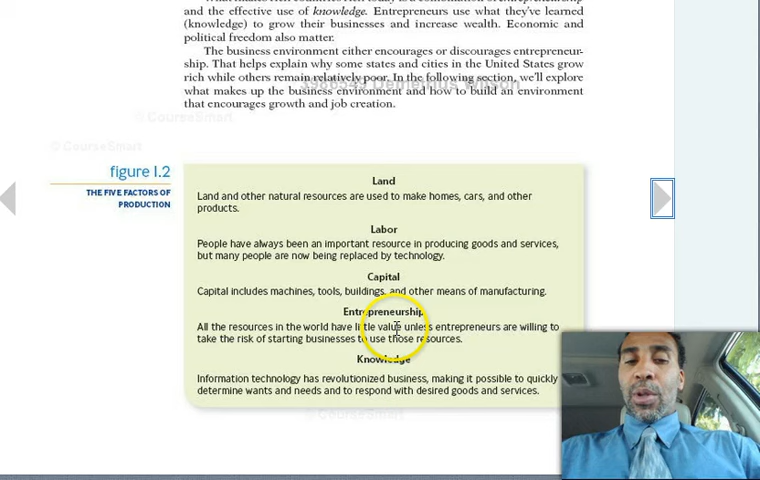 and the effective use of knowledge. Entrepreneurs use what they've learned
(knowledge) to grow their businesses and increase wealth. Economic and
political freedom also matter.
The business environment either encourages or discourages entrepreneur-
ship. That helps explain why some states and cities in the United States grow
rich while others remain relatively poor. In the following section, we'll explore
what makes up the business environment and how to build an environment
that encourages growth and job creation.
© CourseSmart
© CourseSmart
figure I.2
THE FIVE FACTORS OF
PRODUCTION
Land
Land and other natural resources are used to make homes, cars, and other
products.
Labor
People have always been an important resource in producing goods and services,
but many people are now being replaced by technology.
Capital
Capital includes machines, tools, buildings, and other means of manufacturing.
Entrepreneurship
All the resources in the world have little value unless entrepreneurs are willing to
take the risk of starting businesses to use those resources.
Knowledge
Information technology has revolutionized business, making it possible to quickly
determine wants and needs and to respond with desired goods and services.
© CourseSmart